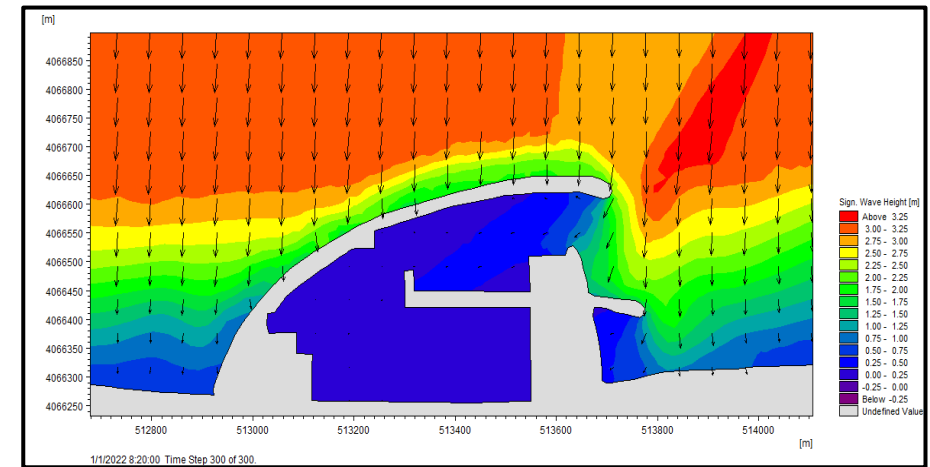 [m]
4066850
4066800
4066750
4066700
4066650
4066600
4066550
4066500
4066450
4066400
4066350
4066300
4066250
512800 513000 513200 513400 513600 513800 514000
[m]
1/1/2022 8:20:00 Time Step 300 of 300.
Sign. Wave Height [m]
Above 3.25
3.00 - 3.25
2.75 - 3.00
2.50 - 2.75
2.25 - 2.50
2.00 - 2.25
1.75 - 2.00
1.50 - 1.75
1.25 - 1.50
1.00 - 1.25
0.75 - 1.00
0.50 - 0.75
0.25 - 0.50
0.00 - 0.25
-0.25 - 0.00
Below -0.25
Undefined Value